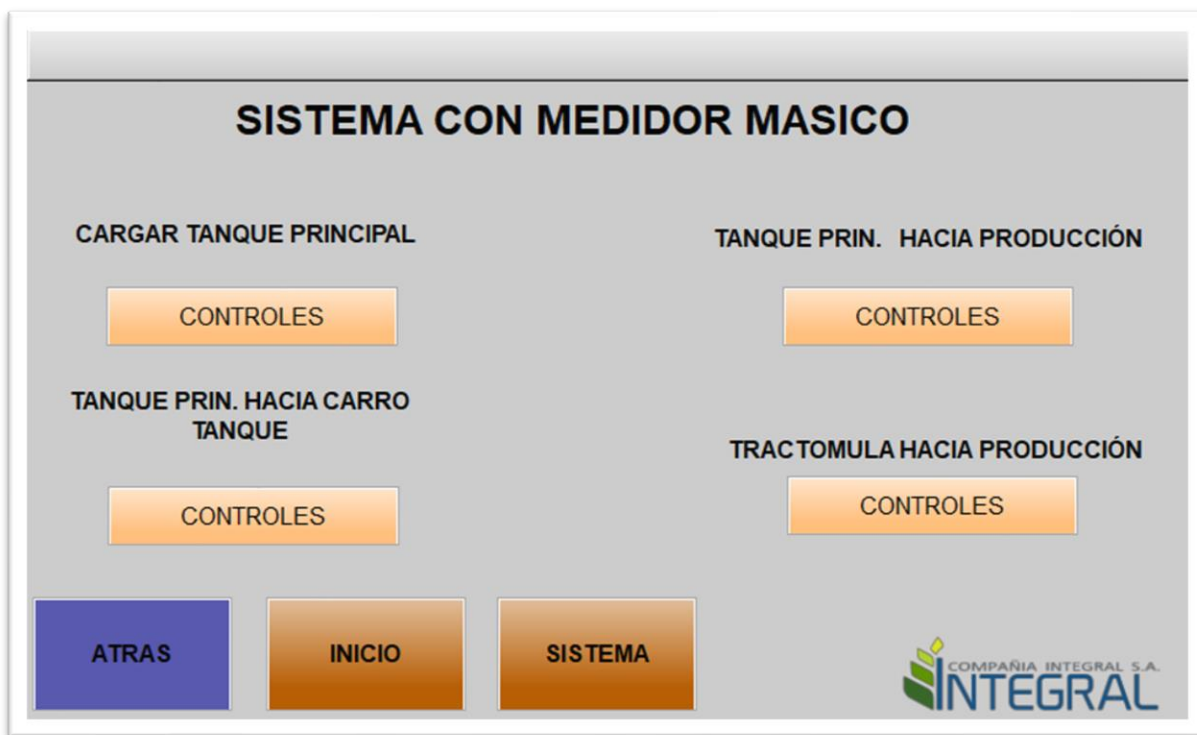 SISTEMA CON MEDIDOR MASICO
CARGAR TANQUE PRINCIPAL
CONTROLES
TANQUE PRIN. HACIA PRODUCCIÓN
CONTROLES
TANQUE PRIN. HACIA CARRO
TANQUE
CONTROLES
TRACTOMULA HACIA PRODUCCIÓN
CONTROLES
ATRAS
INICIO
SISTEMA
COMPAÑIA INTEGRAL S.A.
INTEGRAL